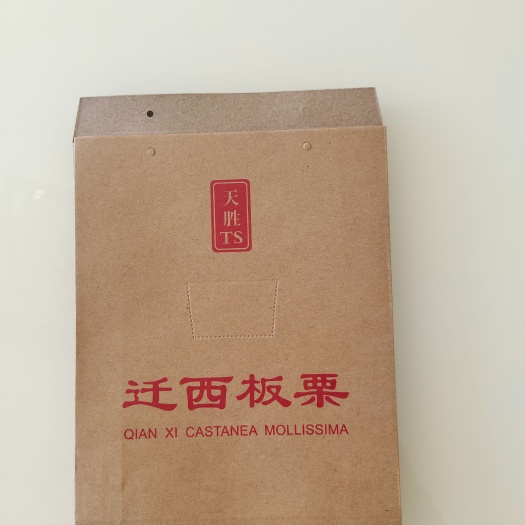 天
胜
TS
迁西板栗
QIAN XI CASTANEA MOLLISSIMA